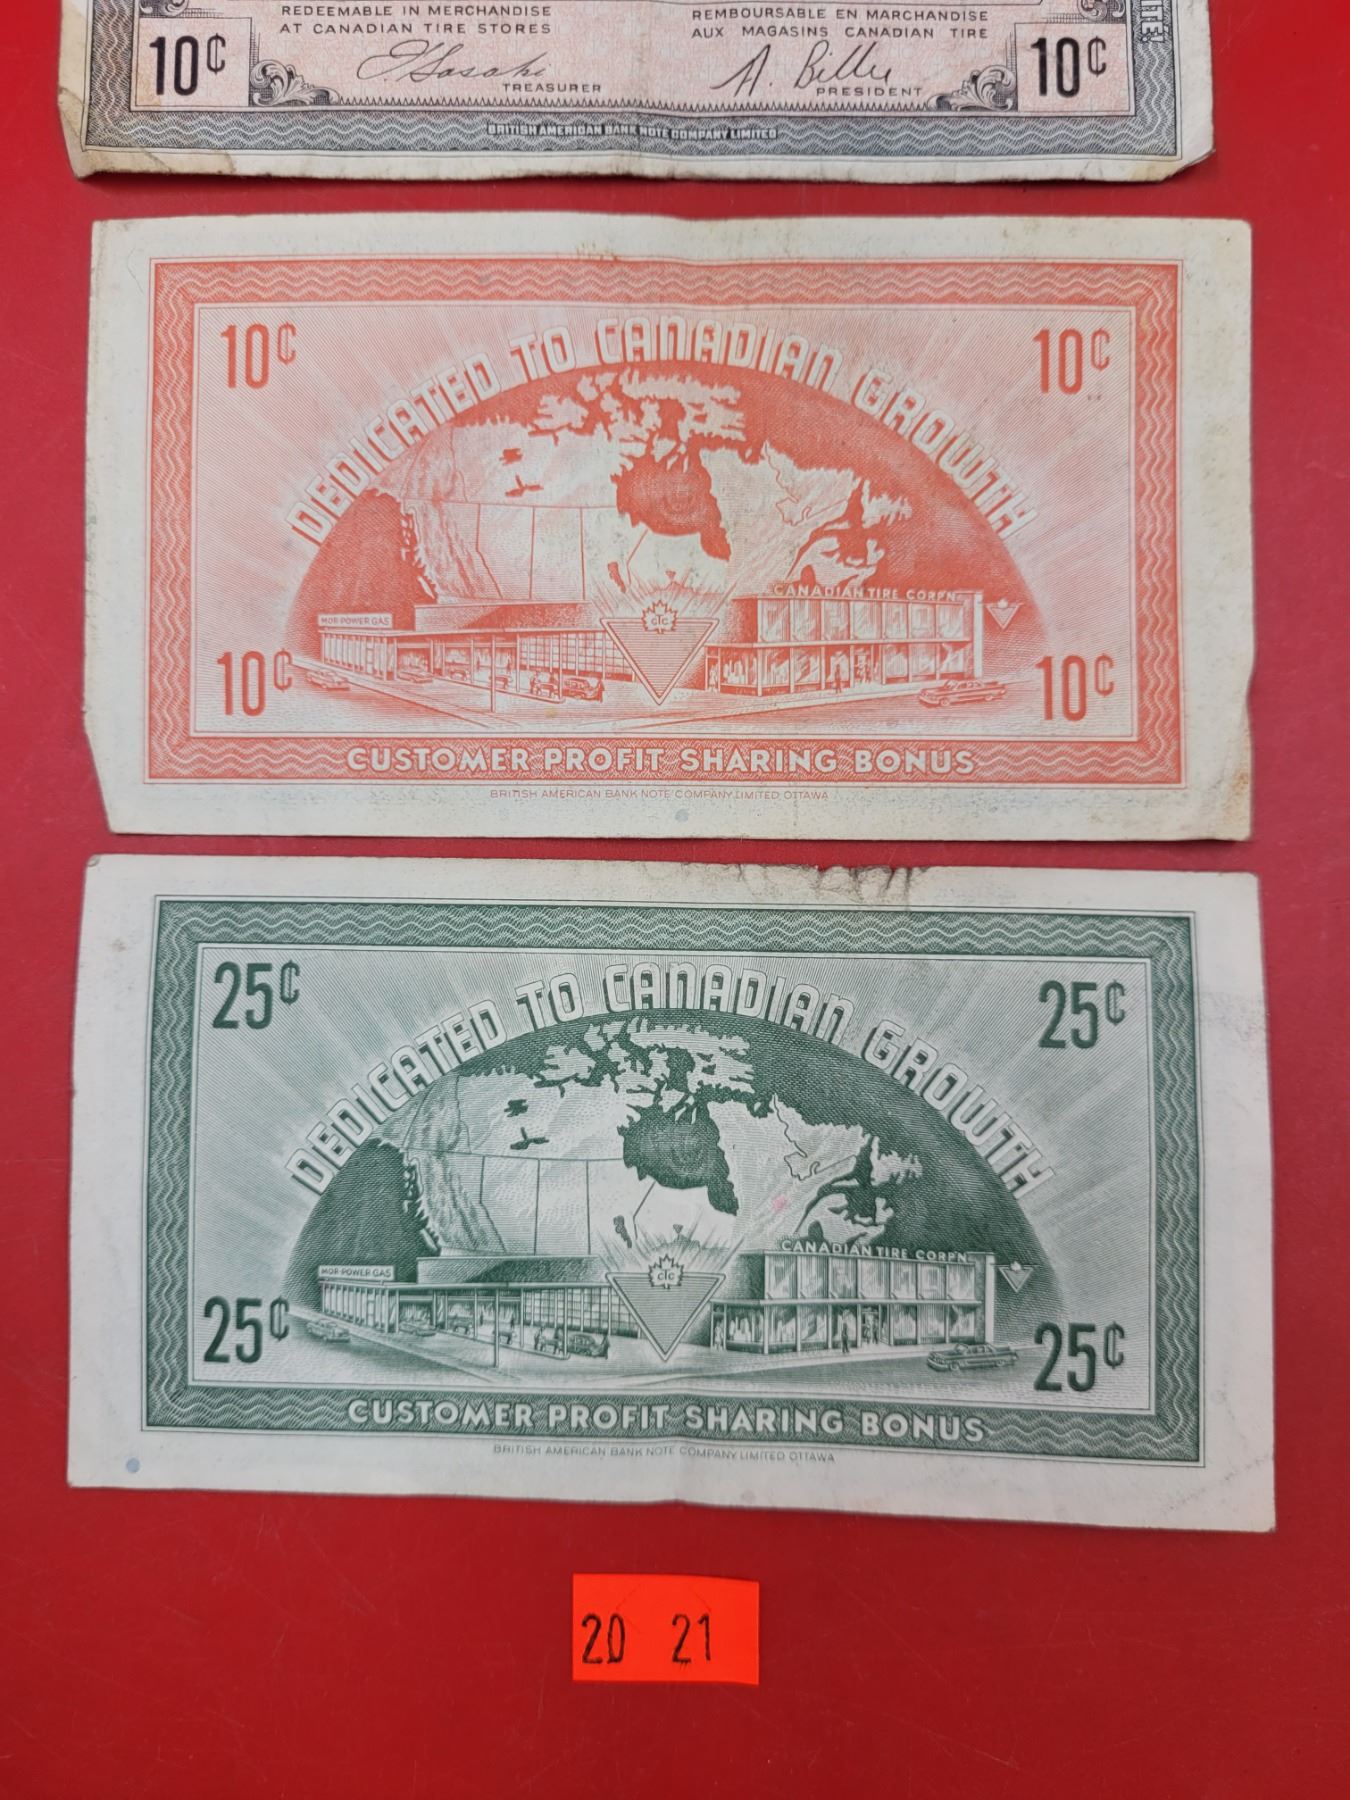 REDEEMABLE IN MERCHANDISE
AT CANADIAN TIRE STORES
REMBOURSABLE EN MARCHANDISE
AUX MAGASINS CANADIAN TIRE
10¢
TREASURER
A. Billes
PRESIDENT
10¢
BRITISH AMERICAN BANK NOTE COMPANY LIMITED
10¢
DEDICATED TO CANADIAN GROWTH
10¢
MOR-POWER GAS
CTC
CANADIAN TIRE CORP'N.
10¢
10¢
CUSTOMER PROFIT SHARING BONUS
BRITISH AMERICAN BANK NOTE COMPANY LIMITED OTTAWA
25¢
DEDICATED TO CANADIAN GROWTH
25¢
MOR-POWER GAS
CTC
CANADIAN TIRE CORP'N.
25¢
25¢
CUSTOMER PROFIT SHARING BONUS
BRITISH AMERICAN BANK NOTE COMPANY LIMITED OTTAWA
20 21